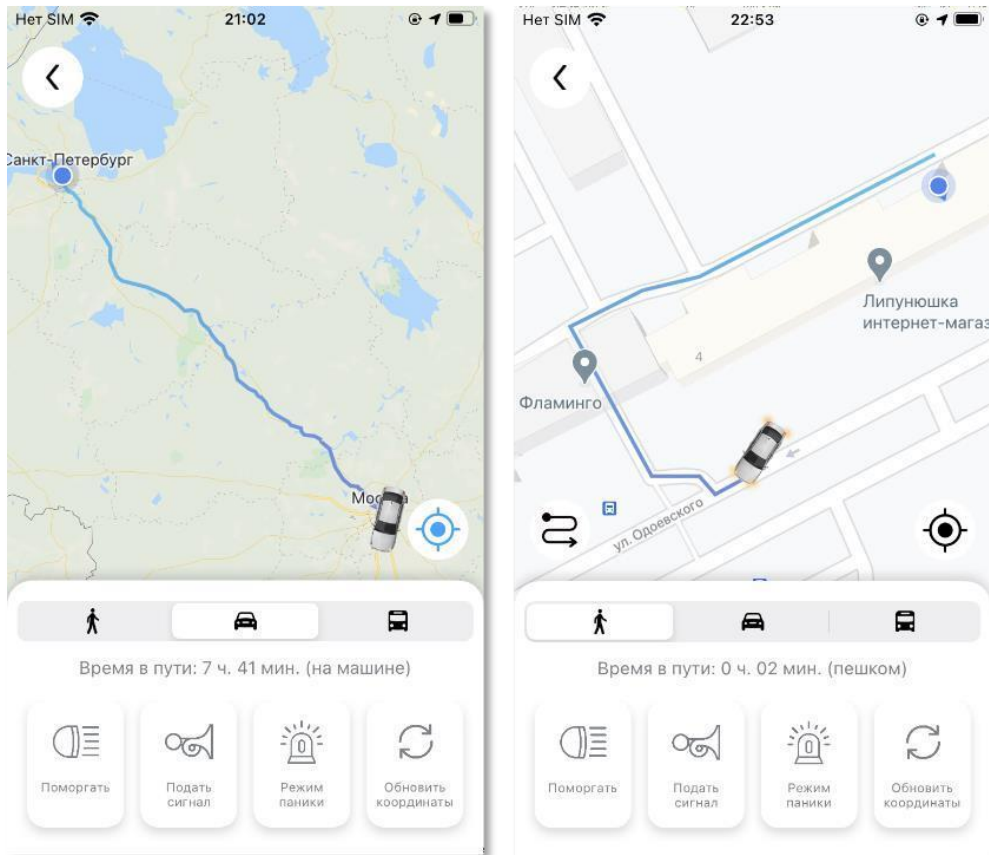 Нет SIM
21:02
Санкт-Петербург
Москва
Время в пути: 7 ч. 41 мин. (на машине)
Поморгать
Подать
сигнал
Режим
паники
Обновить
координаты
Нет SIM
22:53
Липунюшка
интернет-магаз
4
Фламинго
ул. Одоевского
Время в пути: 0 ч. 02 мин. (пешком)
Поморгать
Подать
сигнал
Режим
паники
Обновить
координаты